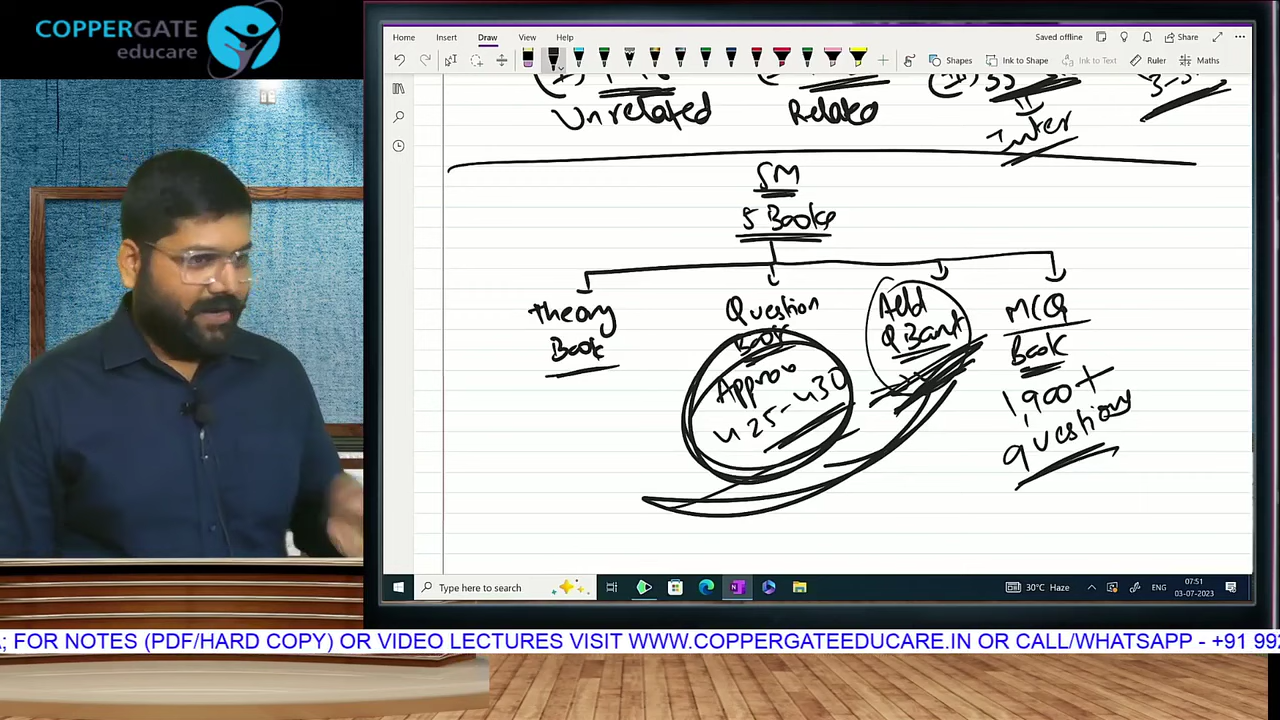 COPPERGATE
educare
Home Insert Draw View Help
Saved offline Share
Shapes Ink to Shape Ink to Text Ruler Maths
Unrelated Related
Inter
SM
5 Books
Theory
Book
Question
Book
Approx
425-430
Add
Q Bank
MCQ
Book
1,900+
questions
Type here to search
30°C Haze ENG 07:51
03-07-2023
A; FOR NOTES (PDF/HARD COPY) OR VIDEO LECTURES VISIT WWW.COPPERGATEEDUCARE.IN OR CALL/WHATSAPP - +91 992